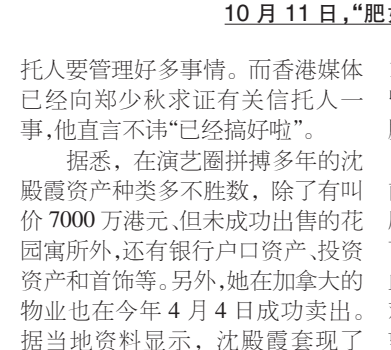 10 月 11 日，“肥
托人要管理好多事情。而香港媒体
已经向郑少秋求证有关信托人一
事，他直言不讳“已经搞好啦”。
据悉，在演艺圈拼搏多年的沈
殿霞资产种类多不胜数，除了有叫
价 7000 万港元、但未成功出售的花
园寓所外，还有银行户口资产、投资
资产和首饰等。另外，她在加拿大的
物业也在今年 4 月 4 日成功卖出。
据当地资料显示，沈殿霞套现了